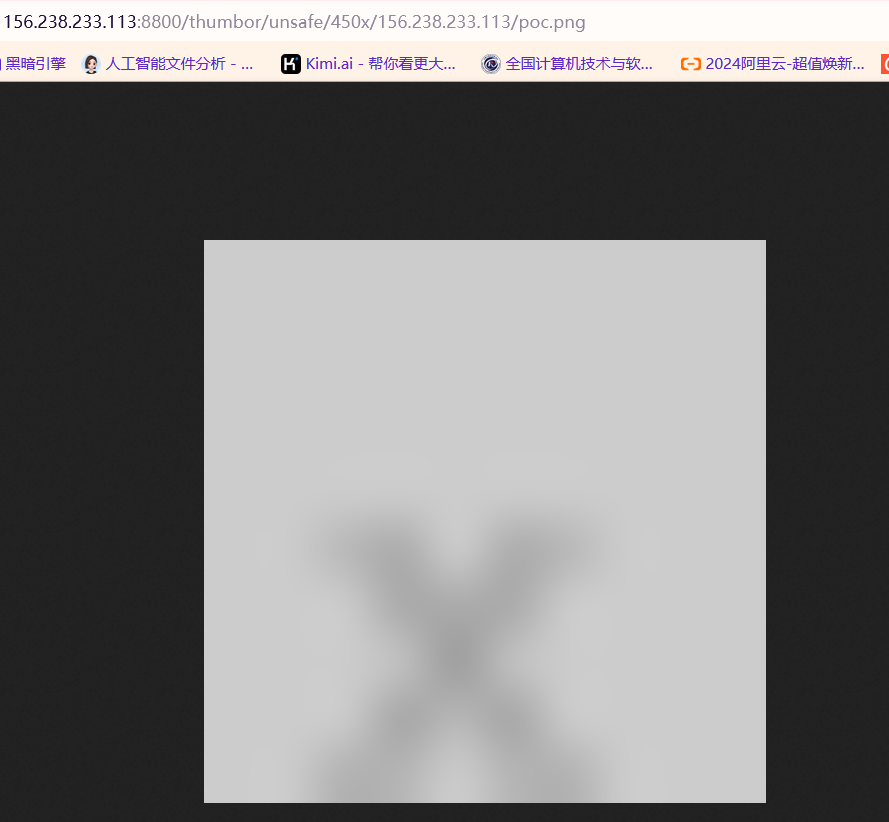 156.238.233.113:8800/thumbor/unsafe/450x/156.238.233.113/poc.png
黑暗引擎 人工智能文件分析 - ... Kimi.ai - 帮你看更大... 全国计算机技术与软... 2024阿里云-超值焕新...
x